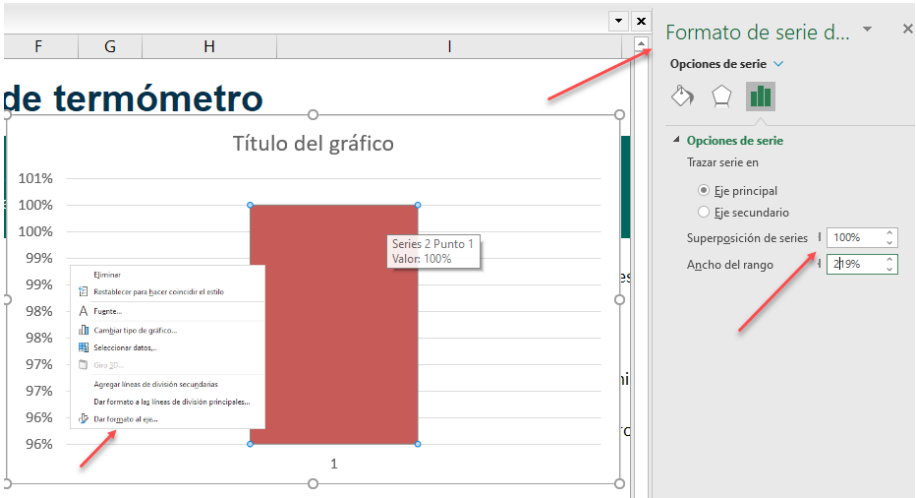 F G H I
de termómetro
Título del gráfico
101%
100%
100%
99%
99%
98%
98%
97%
97%
96%
96%
1
Series 2 Punto 1
Valor: 100%
Eliminar
Restablecer para hacer coincidir el estilo
A Fuente...
Cambiar tipo de gráfico...
Seleccionar datos...
Giro 3D...
Agregar líneas de división secundarias
Dar formato a las líneas de división principales...
Dar formato al eje...
Formato de serie d...
Opciones de serie
Opciones de serie
Trazar serie en
Eje principal
Eje secundario
Superposición de series 100%
Ancho del rango 219%